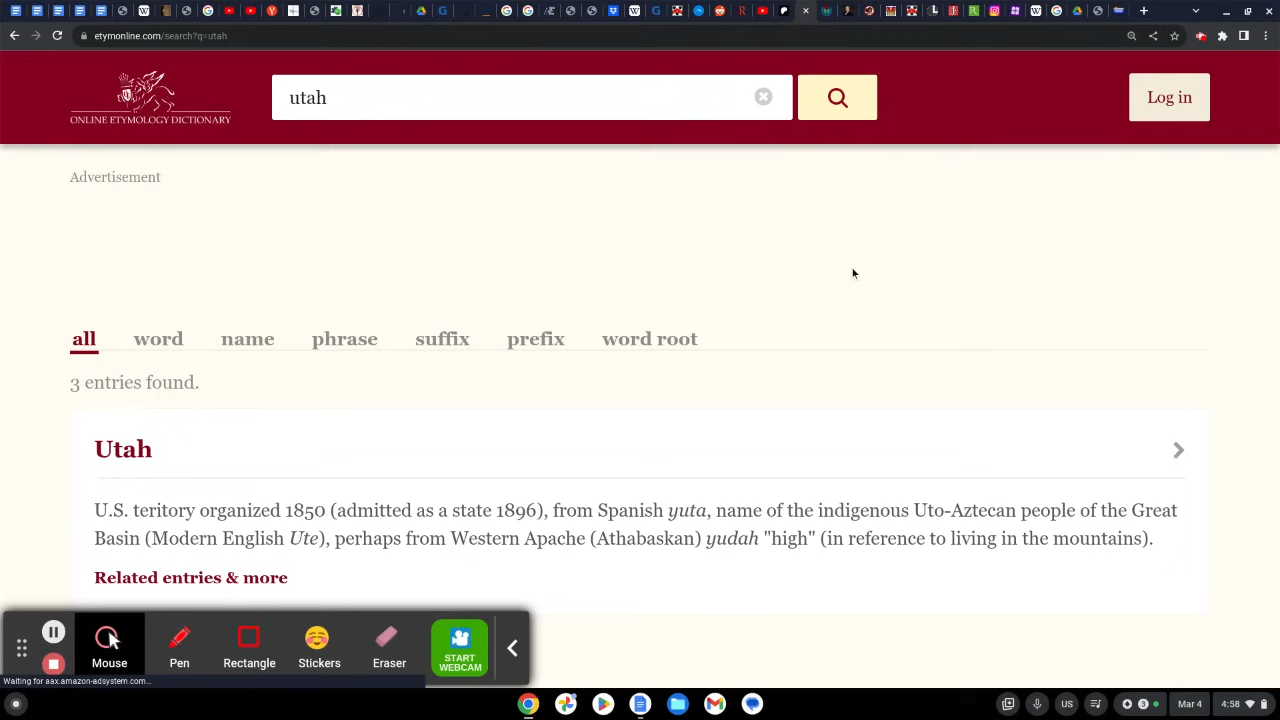 etymonline.com/search?q=utah
utah
Log in
ONLINE ETYMOLOGY DICTIONARY
Advertisement
all word name phrase suffix prefix word root
3 entries found.
Utah
U.S. teritory organized 1850 (admitted as a state 1896), from Spanish yuta, name of the indigenous Uto-Aztecan people of the Great
Basin (Modern English Ute), perhaps from Western Apache (Athabaskan) yudah "high" (in reference to living in the mountains).
Related entries & more
Mouse Pen Rectangle Stickers Eraser
START
WEBCAM
Waiting for aax.amazon-adsystem.com...
US 3 Mar 4 4:58